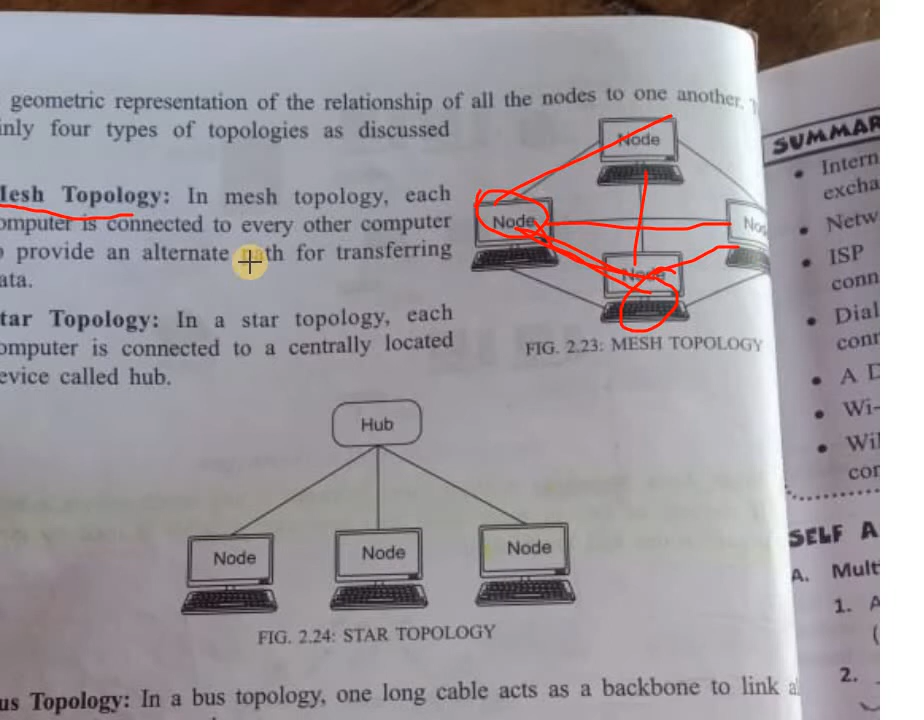 geometric representation of the relationship of all the nodes to one another.
inly four types of topologies as discussed
Mesh Topology: In mesh topology, each
omputer is connected to every other computer
provide an alternate path for transferring
ata.
tar Topology: In a star topology, each
omputer is connected to a centrally located
evice called hub.
Node
Node
Nod
Node
FIG. 2.23: MESH TOPOLOGY
Hub
Node
Node
Node
FIG. 2.24: STAR TOPOLOGY
us Topology: In a bus topology, one long cable acts as a backbone to link a
SUMMAR
• Intern
excha
• Netw
• ISP
conn
• Dial
conn
• A D
• Wi-
• Wil
con
SELF A
A. Multi
1. A
(
2.